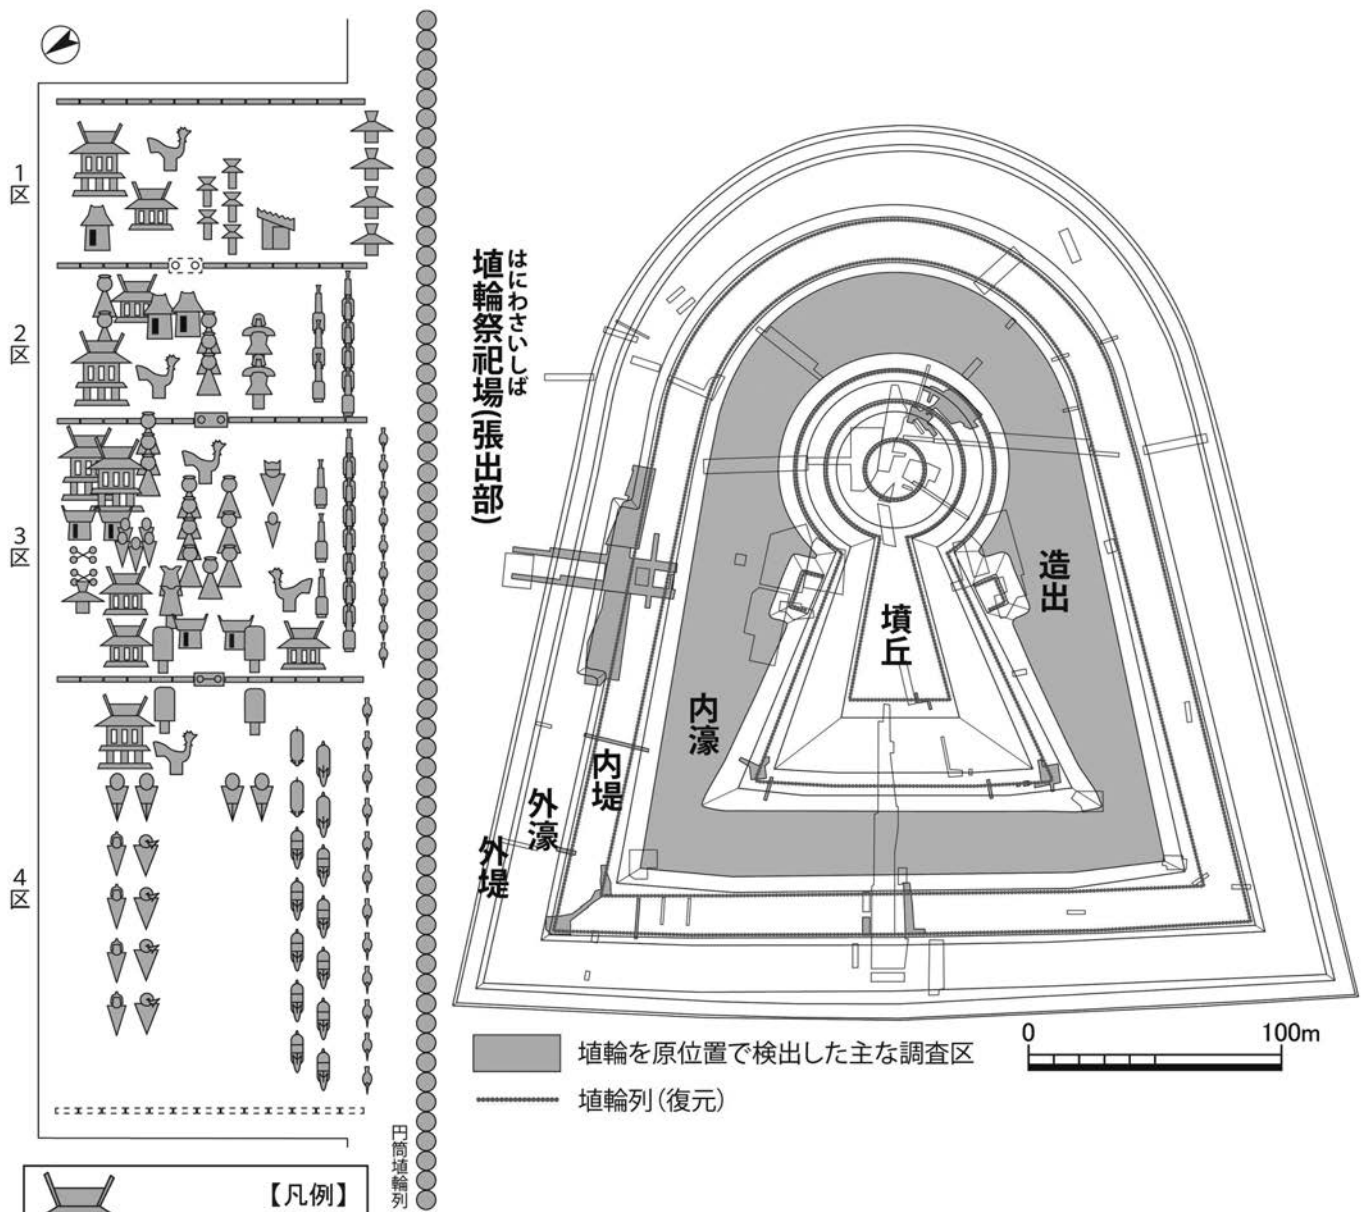 1区
2区
3区
4区
円筒埴輪列
【凡例】
はにわさいしば
埴輪祭祀場(張出部)
造出
墳丘
内濠
内堤
外濠
外堤
埴輪を原位置で検出した主な調査区
埴輪列(復元)
0 100m